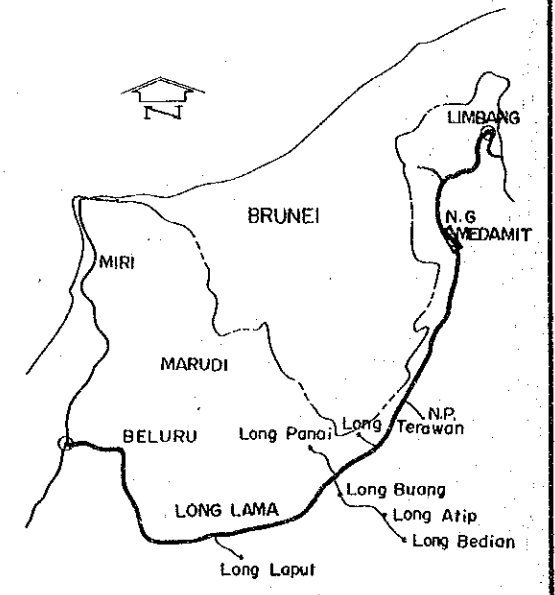 N
LIMBANG
BRUNEI
N.G
MEDAMIT
MIRI
MARUDI
N.P.
Long Terawan
BELURU
Long Panai
Long Buang
LONG LAMA
Long Atip
Long Bedian
Long Laput